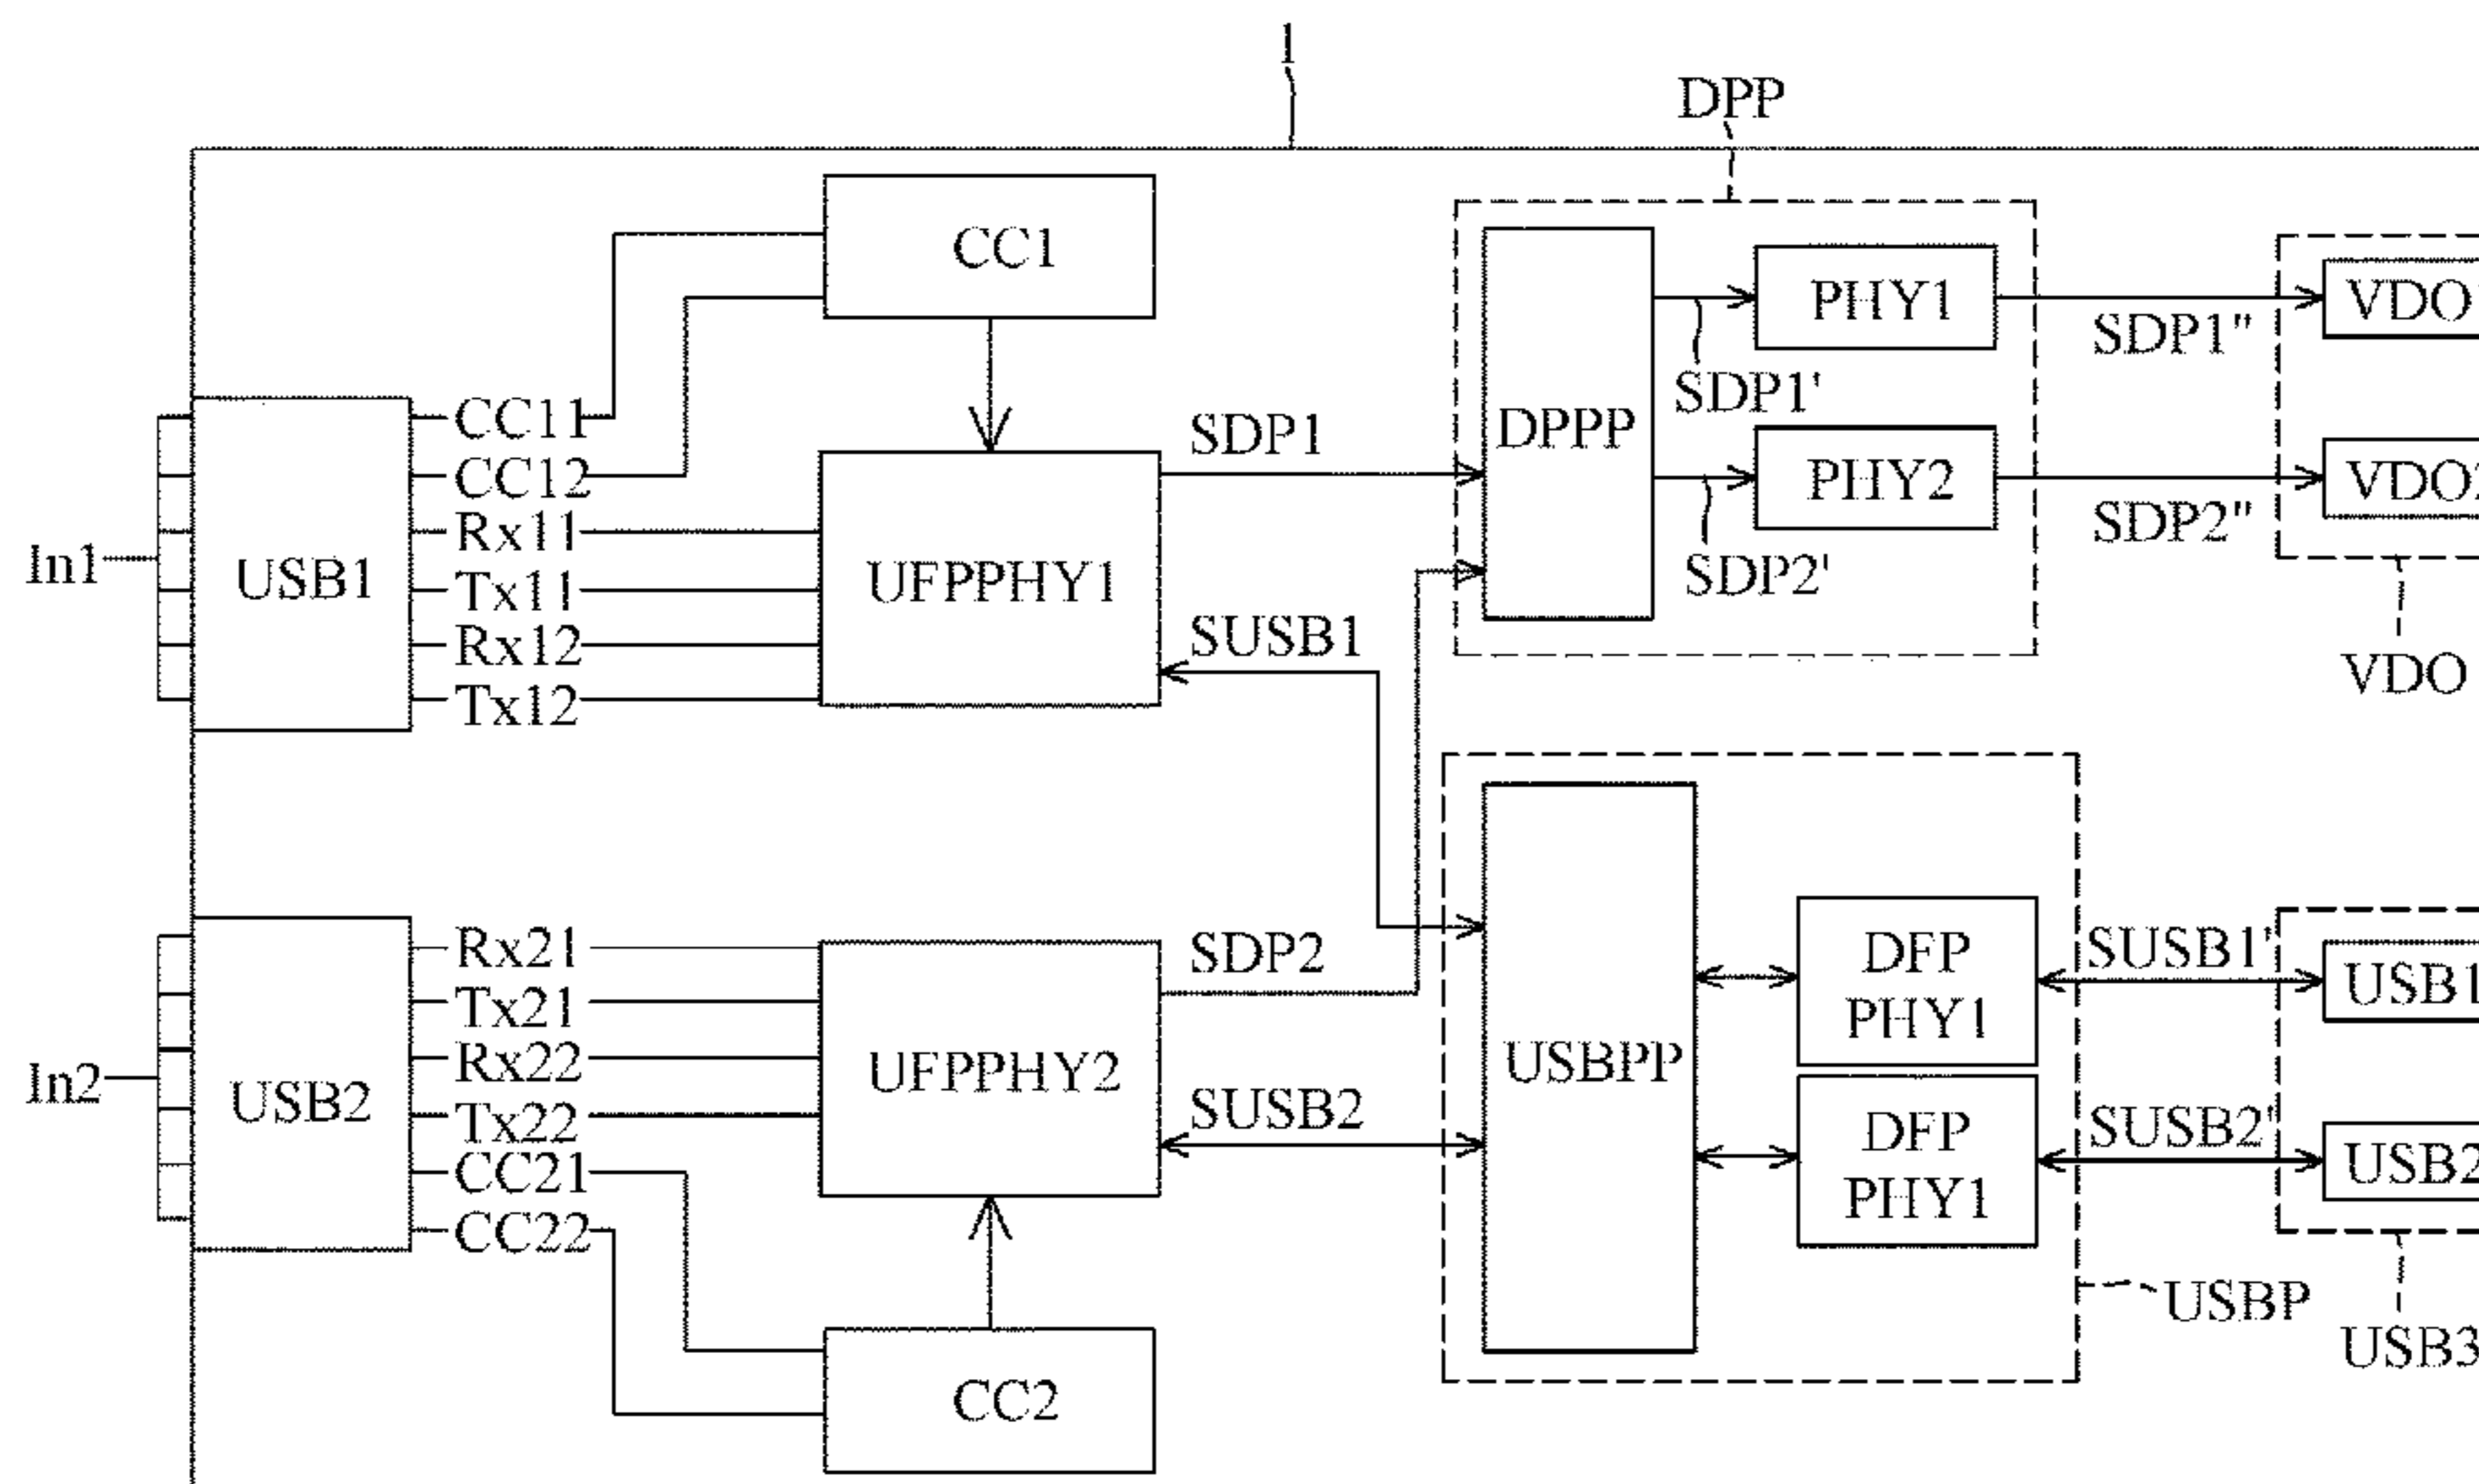 1
DPP
CC1
PHY1
VDO
SDP1"
SDP1'
DPPP
CC11
SDP1
CC12
PHY2
VDO
SDP2"
Rx11
In1
USB1
UFPPHY1
Tx11
SDP2'
Rx12
SUSB1
Tx12
VDO
Rx21
SDP2
DFP
PHY1
SUSB1'
USB1
Tx21
In2
USB2
Rx22
UFPPHY2
USBPP
Tx22
SUSB2
DFP
PHY1
SUSB2'
USB2
CC21
CC22
USBP
USB3
CC2